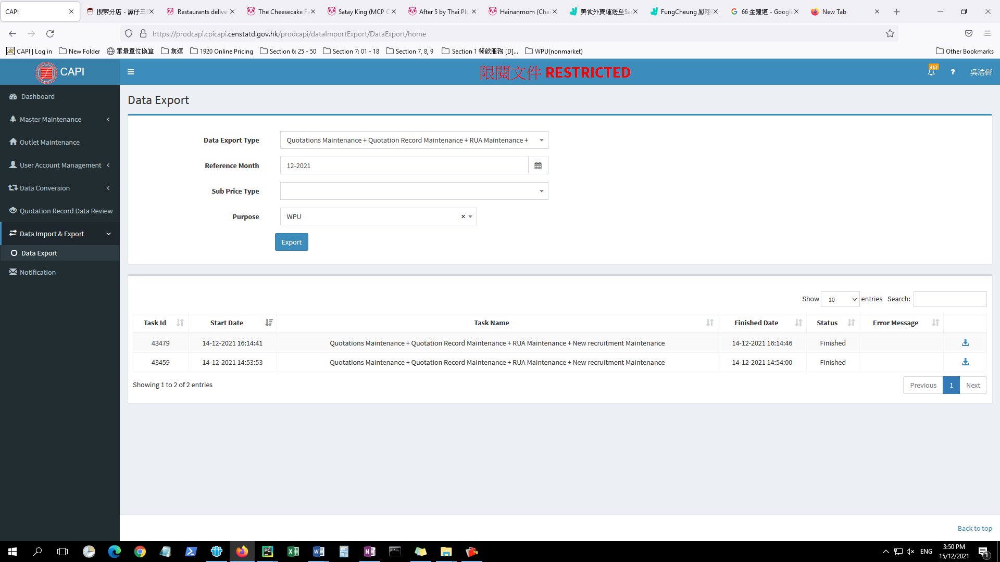 CAPI
搜索分店 - 譚仔三
Restaurants delive
The Cheesecake Fa
Satay King (MCP C
After 5 by Thai Plu
Hainanmom (Cha
美食外賣運送至Sa
FungCheung 鳳翔
66 金鐘道 - Google
New Tab
https://prodcapi.cpicapi.censtatd.gov.hk/prodcapi/dataImportExport/DataExport/home
CAPI | Log in
New Folder
重量單位換算
集運
1920 Online Pricing
Section 6: 25 - 50
Section 7: 01 - 18
Section 7, 8, 9
Section 1 餐飲服務 [D]...
WPU(nonmarket)
Other Bookmarks
CAPI
限閱文件 RESTRICTED
417
?
吳浩軒
Dashboard
Master Maintenance
Outlet Maintenance
User Account Management
Data Conversion
Quotation Record Data Review
Data Import & Export
Data Export
Notification
Data Export
Data Export Type
Quotations Maintenance + Quotation Record Maintenance + RUA Maintenance +
Reference Month
12-2021
Sub Price Type
Purpose
WPU
×
Export
Show 10 entries Search:
Task Id Start Date Task Name Finished Date Status Error Message
43479 14-12-2021 16:14:41 Quotations Maintenance + Quotation Record Maintenance + RUA Maintenance + New recruitment Maintenance 14-12-2021 16:14:46 Finished
43459 14-12-2021 14:53:53 Quotations Maintenance + Quotation Record Maintenance + RUA Maintenance + New recruitment Maintenance 14-12-2021 14:54:00 Finished
Showing 1 to 2 of 2 entries
Previous 1 Next
Back to top
ENG
3:50 PM
15/12/2021
1